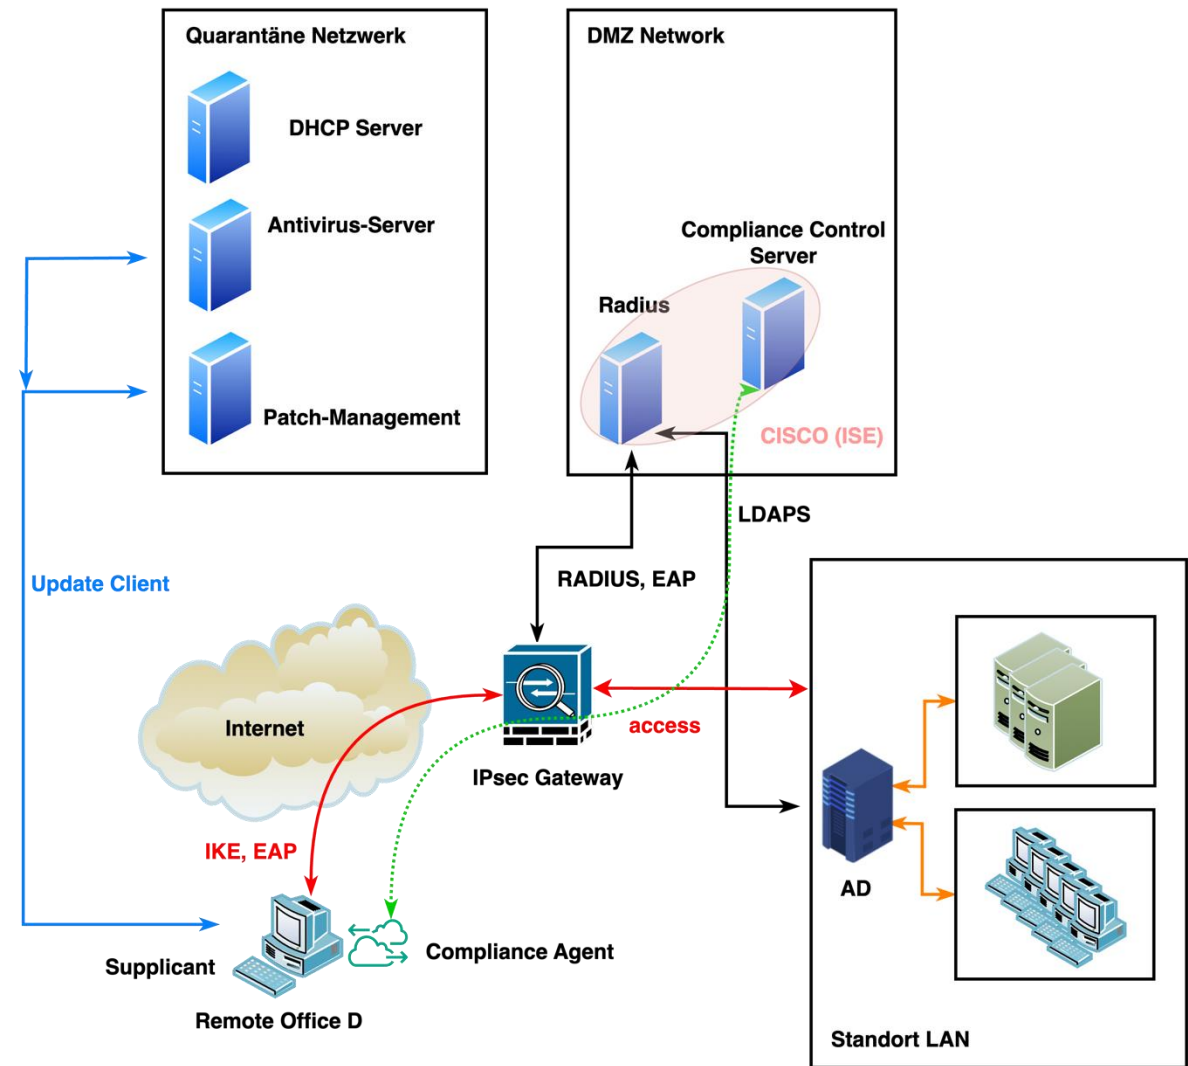 Quarantäne Netzwerk
DMZ Network
DHCP Server
Antivirus-Server
Compliance Control
Server
Radius
Patch-Management
CISCO (ISE)
LDAPS
Update Client
RADIUS, EAP
Internet
access
IPsec Gateway
IKE, EAP
AD
Compliance Agent
Supplicant
Remote Office D
Standort LAN